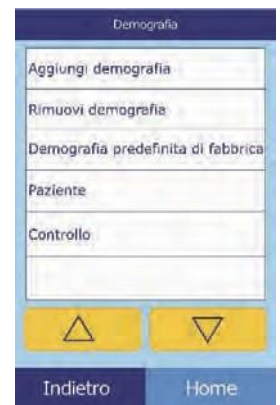 Demografia
Aggiungi demografia
Rimuovi demografia
Demografia predefinita di fabbrica
Paziente
Controllo
Indietro Home